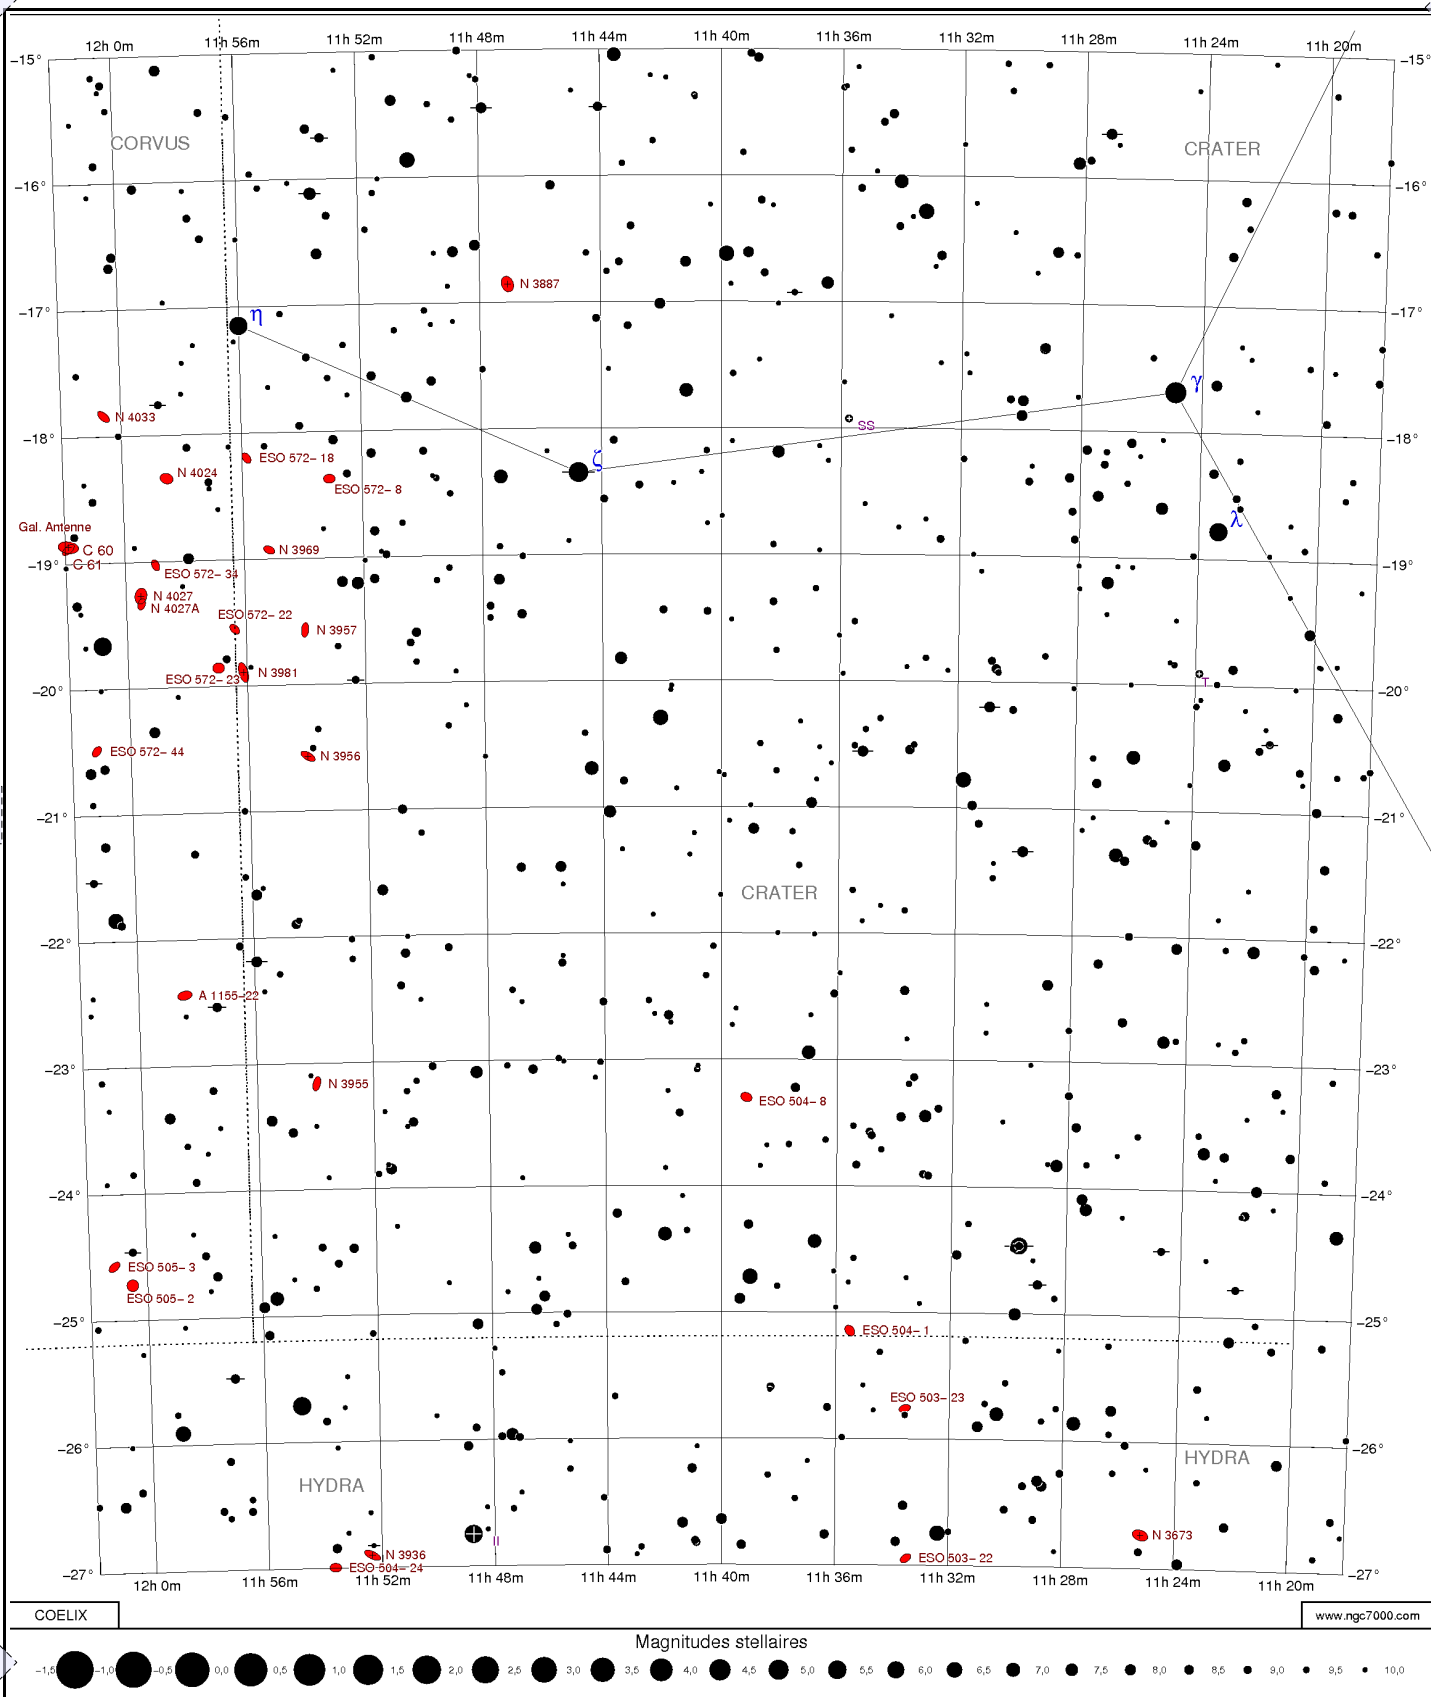 12h 0m 11h 56m 11h 52m 11h 48m 11h 44m 11h 40m 11h 36m 11h 32m 11h 28m 11h 24m 11h 20m
−15° −15°
CORVUS CRATER
−16° −16°
N 3887
−17° η −17°
γ
N 4033
SS
−18° −18°
ESO 572-18 ζ
N 4024
ESO 572-8
λ
Gal. Antenne
C 60 N 3969
C 61
−19° −19°
ESO 572-34
N 4027
N 4027A
ESO 572-22
N 3957
N 3981
ESO 572-23 T
−20° −20°
ESO 572-44 N 3956
−21° −21°
CRATER
−22° −22°
A 1155-22
−23° −23°
N 3955
ESO 504-8
−24° −24°
ESO 505-3
ESO 505-2
−25° −25°
ESO 504-1
ESO 503-23
−26° −26°
HYDRA HYDRA
II N 3673
N 3936 ESO 503-22
ESO 504-24
−27° −27°
12h 0m 11h 56m 11h 52m 11h 48m 11h 44m 11h 40m 11h 36m 11h 32m 11h 28m 11h 24m 11h 20m
COELIX www.ngc7000.com
Magnitudes stellaires
−1,5 −1,0 −0,5 0,0 0,5 1,0 1,5 2,0 2,5 3,0 3,5 4,0 4,5 5,0 5,5 6,0 6,5 7,0 7,5 8,0 8,5 9,0 9,5 10,0